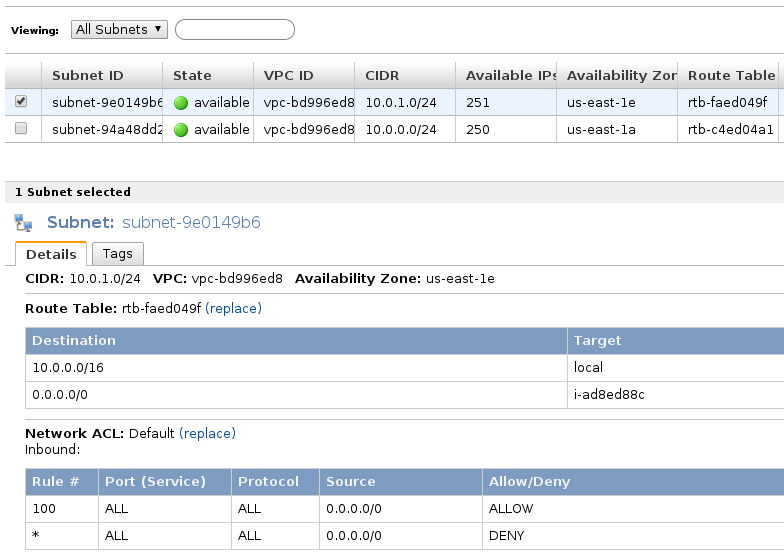 Viewing: All Subnets
Subnet ID State VPC ID CIDR Available IPs Availability Zor Route Table
subnet-9e0149b6 available vpc-bd996ed8 10.0.1.0/24 251 us-east-1e rtb-faed049f
subnet-94a48dd2 available vpc-bd996ed8 10.0.0.0/24 250 us-east-1a rtb-c4ed04a1
1 Subnet selected
Subnet: subnet-9e0149b6
Details Tags
CIDR: 10.0.1.0/24 VPC: vpc-bd996ed8 Availability Zone: us-east-1e
Route Table: rtb-faed049f (replace)
Destination Target
10.0.0.0/16 local
0.0.0.0/0 i-ad8ed88c
Network ACL: Default (replace)
Inbound:
Rule # Port (Service) Protocol Source Allow/Deny
100 ALL ALL 0.0.0.0/0 ALLOW
* ALL ALL 0.0.0.0/0 DENY